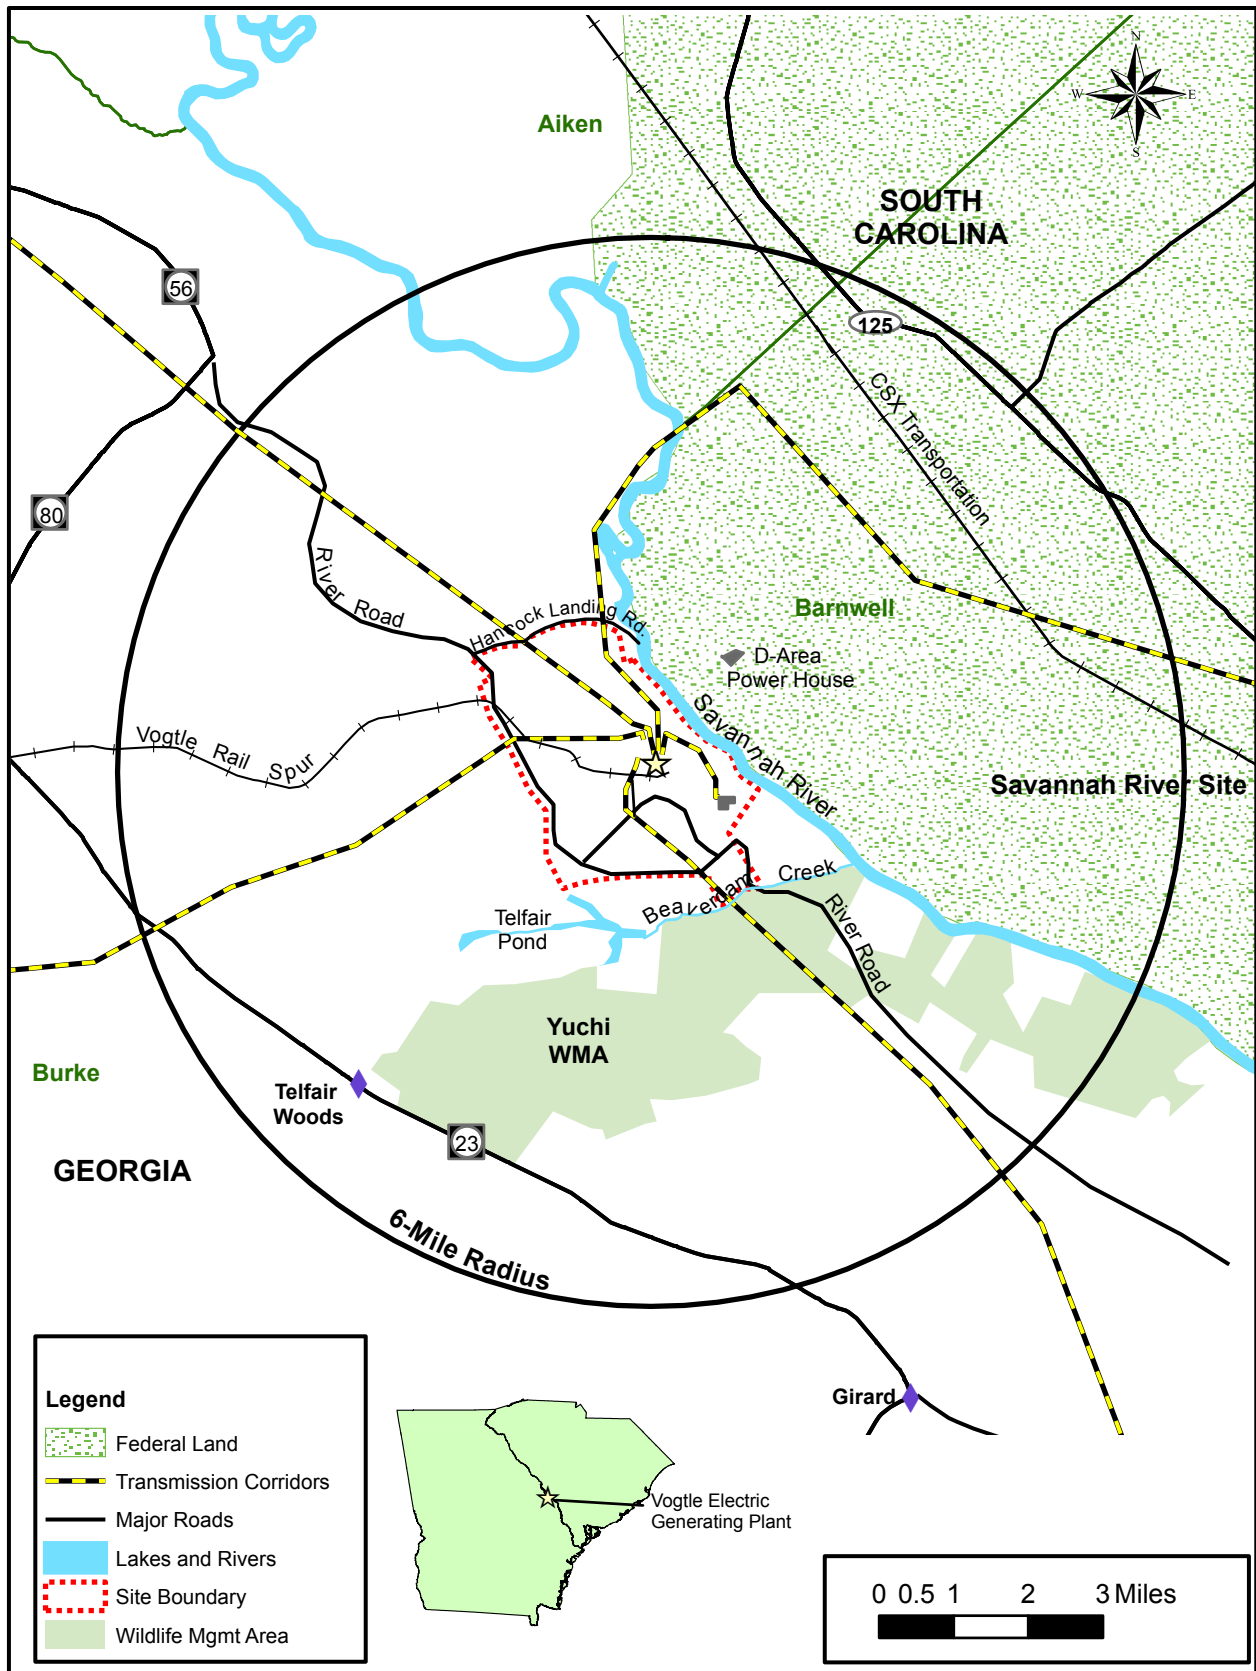 N
W
E
S
Aiken
SOUTH
CAROLINA
56
125
CSX Transportation
80
River Road
Hancock Landing Rd.
Barnwell
D-Area
Power House
Savannah River
Vogtle Rail Spur
Savannah River Site
Beaverdam Creek
Telfair
Pond
River Road
Yuchi
WMA
Burke
Telfair
Woods
23
GEORGIA
6-Mile Radius
Girard
Legend
Federal Land
Transmission Corridors
Major Roads
Lakes and Rivers
Site Boundary
Wildlife Mgmt Area
Vogtle Electric
Generating Plant
0 0.5 1 2 3 Miles